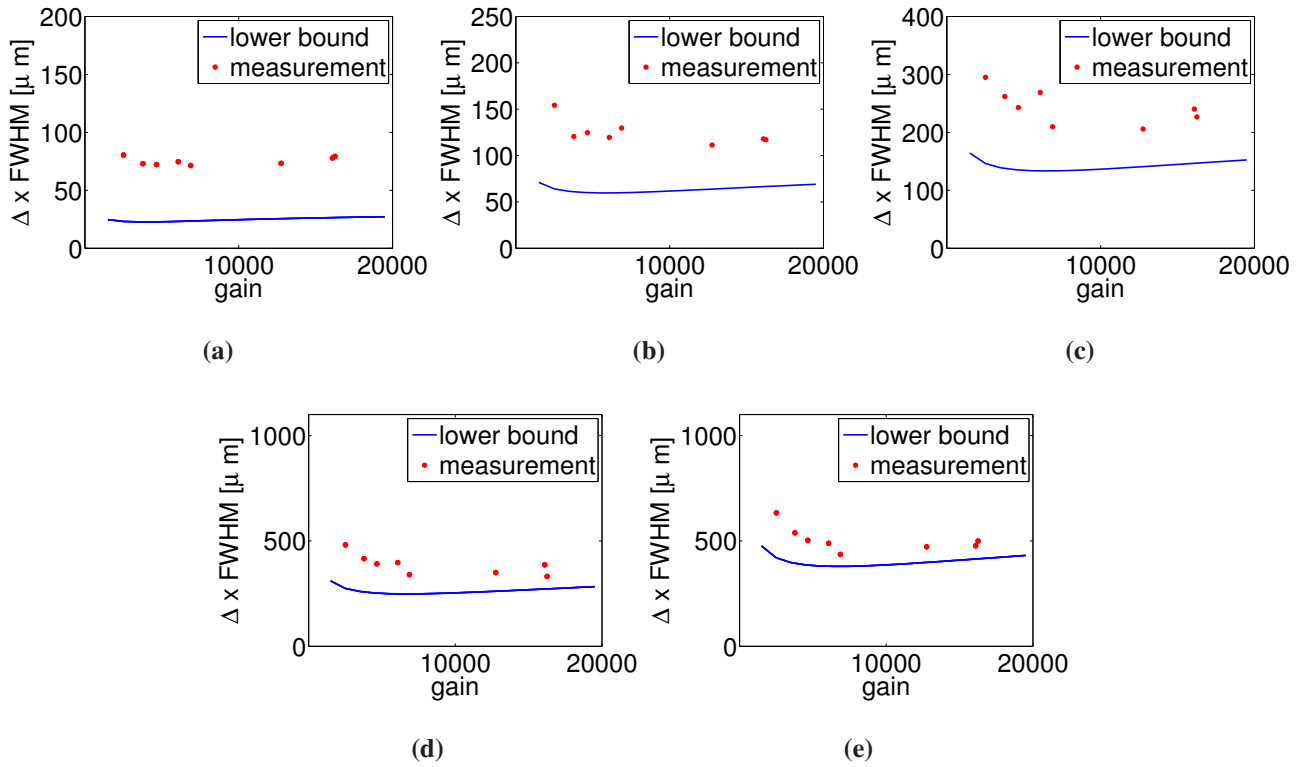 200
150
100
50
0
Δ x FWHM [μ m]
lower bound
measurement
10000
20000
gain
(a)
250
200
150
100
50
0
Δ x FWHM [μ m]
lower bound
measurement
10000
20000
gain
(b)
400
300
200
100
0
Δ x FWHM [μ m]
lower bound
measurement
10000
20000
gain
(c)
1000
500
0
Δ x FWHM [μ m]
lower bound
measurement
10000
20000
gain
(d)
1000
500
0
Δ x FWHM [μ m]
lower bound
measurement
10000
20000
gain
(e)